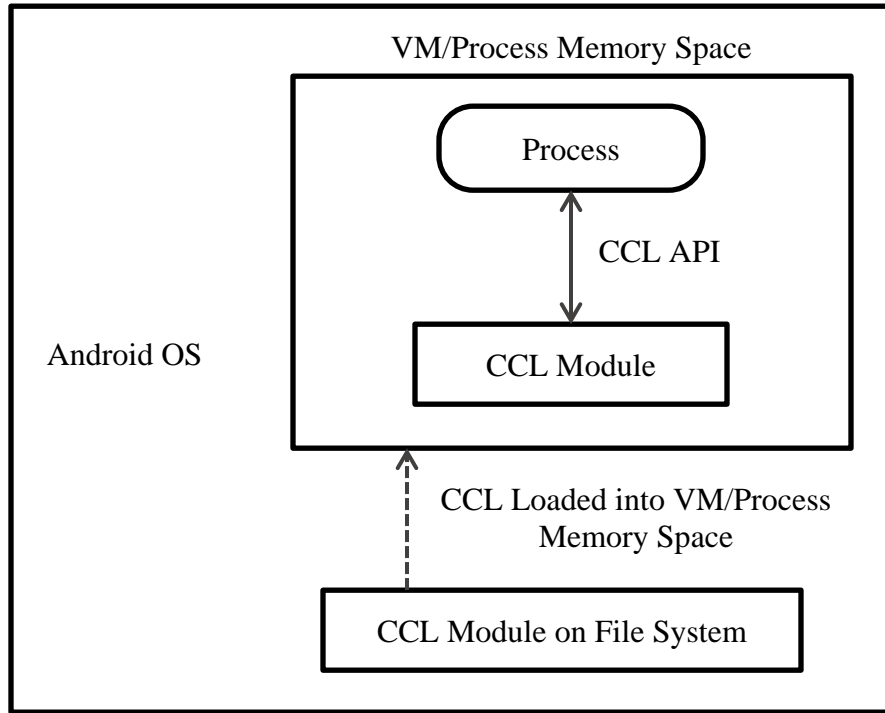 VM/Process Memory Space
Process
CCL API
Android OS
CCL Module
CCL Loaded into VM/Process
Memory Space
CCL Module on File System